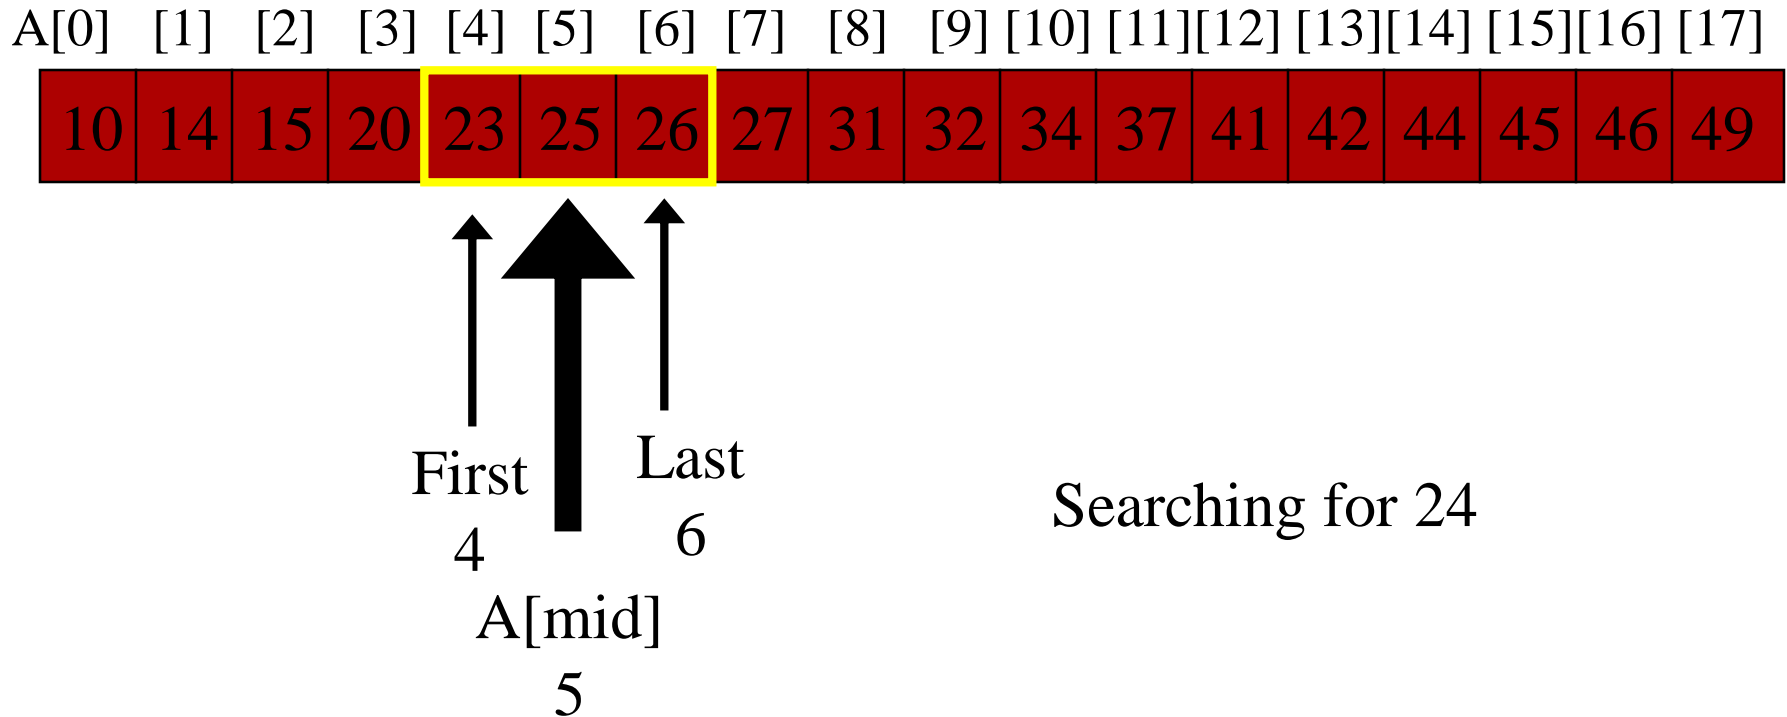 A[0] [1] [2] [3] [4] [5] [6] [7] [8] [9] [10] [11] [12] [13] [14] [15] [16] [17]
10 14 15 20 23 25 26 27 31 32 34 37 41 42 44 45 46 49
First Last
4 6
Searching for 24
A[mid]
5